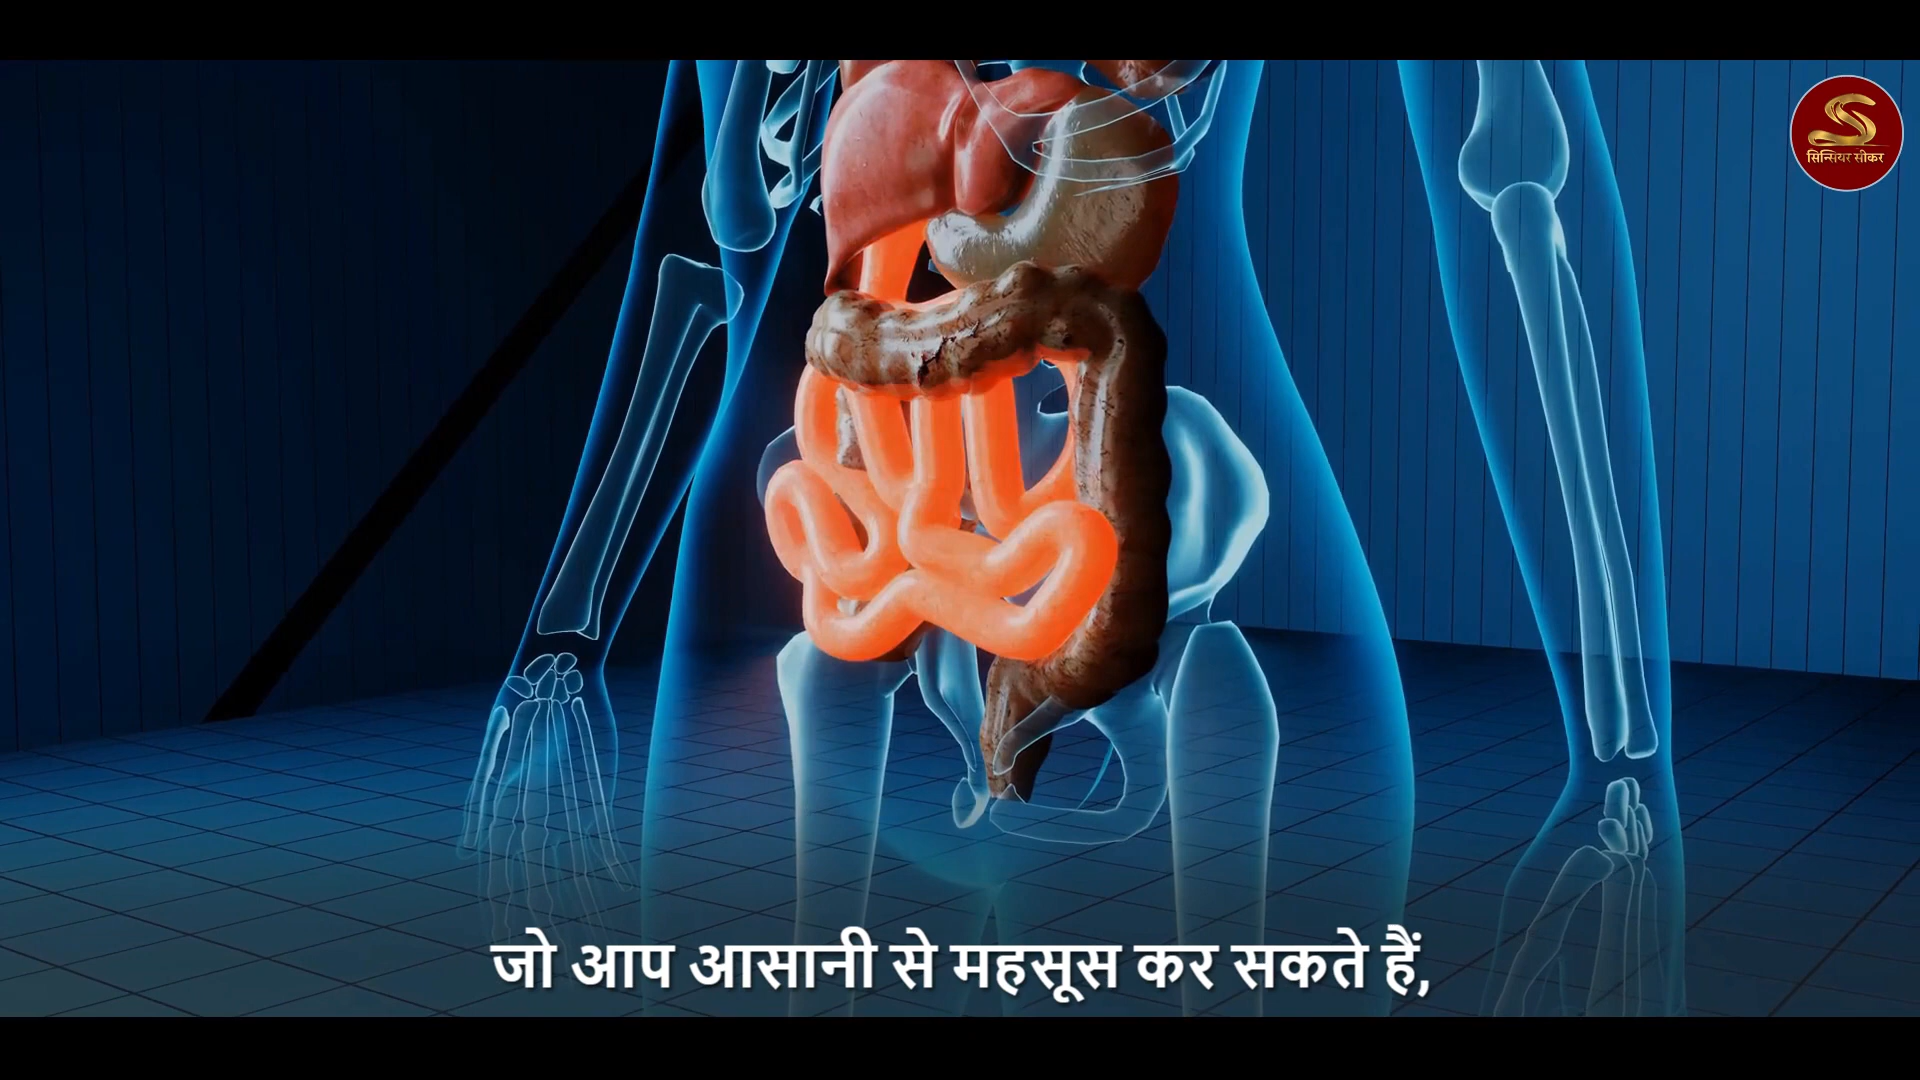 सिन्सियर सीकर
जो आप आसानी से महसूस कर सकते हैं,